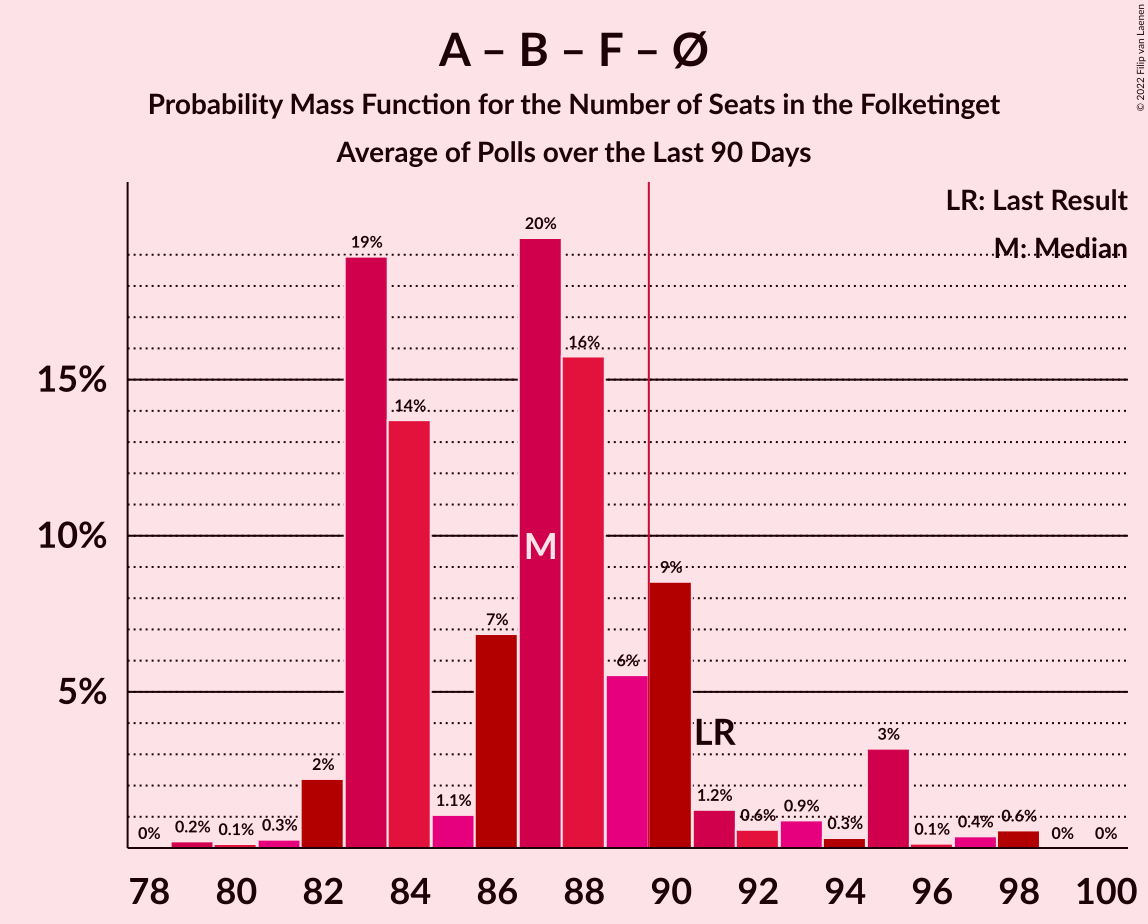 A – B – F – Ø
Probability Mass Function for the Number of Seats in the Folketinget
Average of Polls over the Last 90 Days
© 2022 Filip van Laenen
LR: Last Result
M: Median
15%
10%
5%
0%
0.2%
0.1%
0.3%
2%
19%
14%
1.1%
7%
20%
16%
6%
9%
1.2%
0.6%
0.9%
0.3%
3%
0.1%
0.4%
0.6%
0%
0%
M
LR
78 80 82 84 86 88 90 92 94 96 98 100